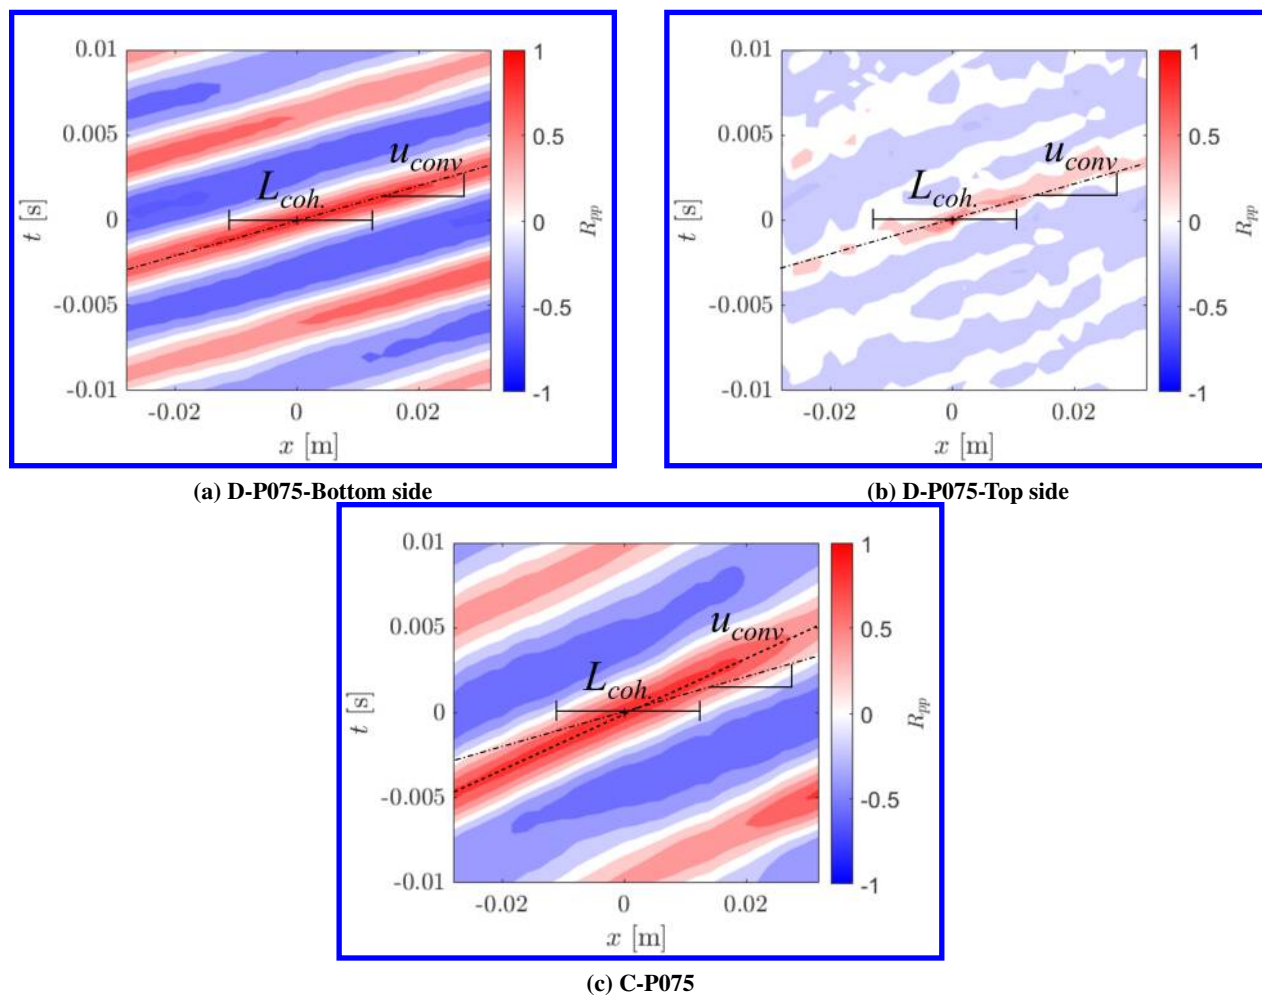 0.01
0.005
0
-0.005
-0.01
t [s]
-0.02
0
0.02
x [m]
u_conv
L_coh.
1
0.5
0
-0.5
-1
R_pp
(a) D-P075-Bottom side
0.01
0.005
0
-0.005
-0.01
t [s]
-0.02
0
0.02
x [m]
u_conv
L_coh.
1
0.5
0
-0.5
-1
R_pp
(b) D-P075-Top side
0.01
0.005
0
-0.005
-0.01
t [s]
-0.02
0
0.02
x [m]
u_conv
L_coh.
1
0.5
0
-0.5
-1
R_pp
(c) C-P075